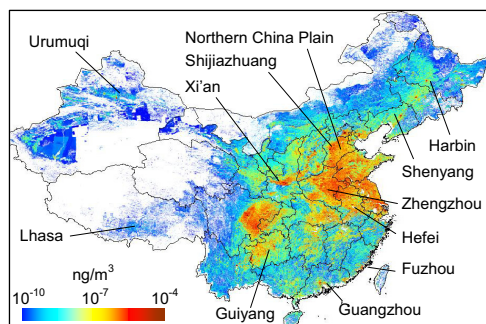 Urumuqi
Northern China Plain
Shijiazhuang
Xi'an
Harbin
Shenyang
Zhengzhou
Lhasa
Hefei
Fuzhou
ng/m³
10⁻¹⁰ 10⁻⁷ 10⁻⁴
Guiyang
Guangzhou